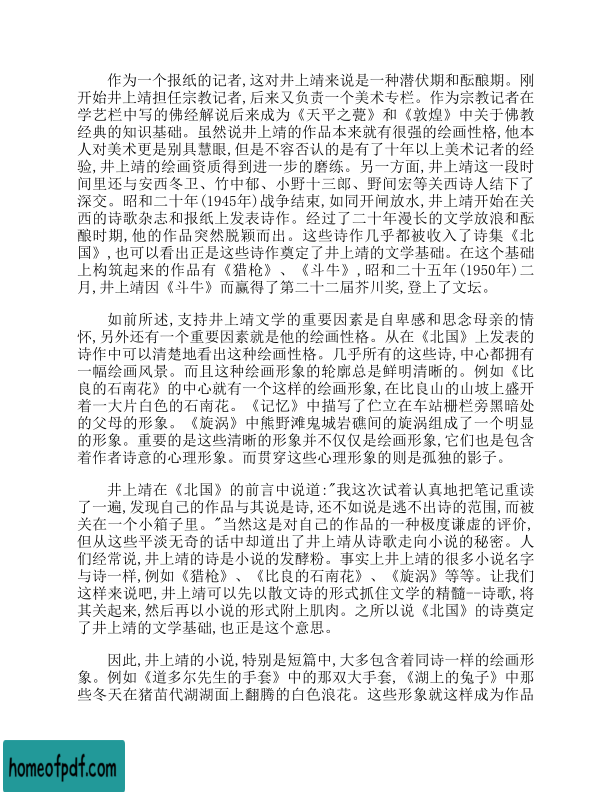 作为一个报纸的记者,这对井上靖来说是一种潜伏期和酝酿期。刚
开始井上靖担任宗教记者,后来又负责一个美术专栏。作为宗教记者在
学艺栏中写的佛经解说后来成为《天平之甍》和《敦煌》中关于佛教
经典的知识基础。虽然说井上靖的作品本来就有很强的绘画性格,他本
人对美术更是别具慧眼,但是不容否认的是有了十年以上美术记者的经
验,井上靖的绘画资质得到进一步的磨练。另一方面,井上靖这一段时
间里还与安西冬卫、竹中郁、小野十三郎、野间宏等关西诗人结下了
深交。昭和二十年(1945年)战争结束,如同开闸放水,井上靖开始在关
西的诗歌杂志和报纸上发表诗作。经过了二十年漫长的文学放浪和酝
酿时期,他的作品突然脱颖而出。这些诗作几乎都被收入了诗集《北
国》,也可以看出正是这些诗作奠定了井上靖的文学基础。在这个基础
上构筑起来的作品有《猎枪》、《斗牛》,昭和二十五年(1950年)二
月,井上靖因《斗牛》而赢得了第二十二届芥川奖,登上了文坛。
如前所述,支持井上靖文学的重要因素是自卑感和思念母亲的情
怀,另外还有一个重要因素就是他的绘画性格。从在《北国》上发表的
诗作中可以清楚地看出这种绘画性格。几乎所有的这些诗,中心都拥有
一幅绘画风景。而且这种绘画形象的轮廓总是鲜明清晰的。例如《比
良的石南花》的中心就有一个这样的绘画形象,在比良山的山坡上盛开
着一大片白色的石南花。《记忆》中描写了伫立在车站栅栏旁黑暗处
的父母的形象。《旋涡》中熊野滩鬼城岩礁间的旋涡组成了一个明显
的形象。重要的是这些清晰的形象并不仅仅是绘画形象,它们也是包含
着作者诗意的心理形象。而贯穿这些心理形象的则是孤独的影子。
井上靖在《北国》的前言中说道:"我这次试着认真地把笔记重读
了一遍,发现自己的作品与其说是诗,还不如说是逃不出诗的范围,而被
关在一个小箱子里。"当然这是对自己的作品的一种极度谦虚的评价,
但从这些平淡无奇的话中却道出了井上靖从诗歌走向小说的秘密。人
们经常说,井上靖的诗是小说的发酵粉。事实上井上靖的很多小说名字
与诗一样,例如《猎枪》、《比良的石南花》、《旋涡》等等。让我们
这样来说吧,井上靖可以先以散文诗的形式抓住文学的精髓--诗歌,将
其关起来,然后再以小说的形式附上肌肉。之所以说《北国》的诗奠定
了井上靖的文学基础,也正是这个意思。
因此,井上靖的小说,特别是短篇中,大多包含着同诗一样的绘画形
象。例如《道多尔先生的手套》中的那双大手套,《湖上的兔子》中那
些冬天在猪苗代湖湖面上翻腾的白色浪花。这些形象就这样成为作品
homeofpdf.com